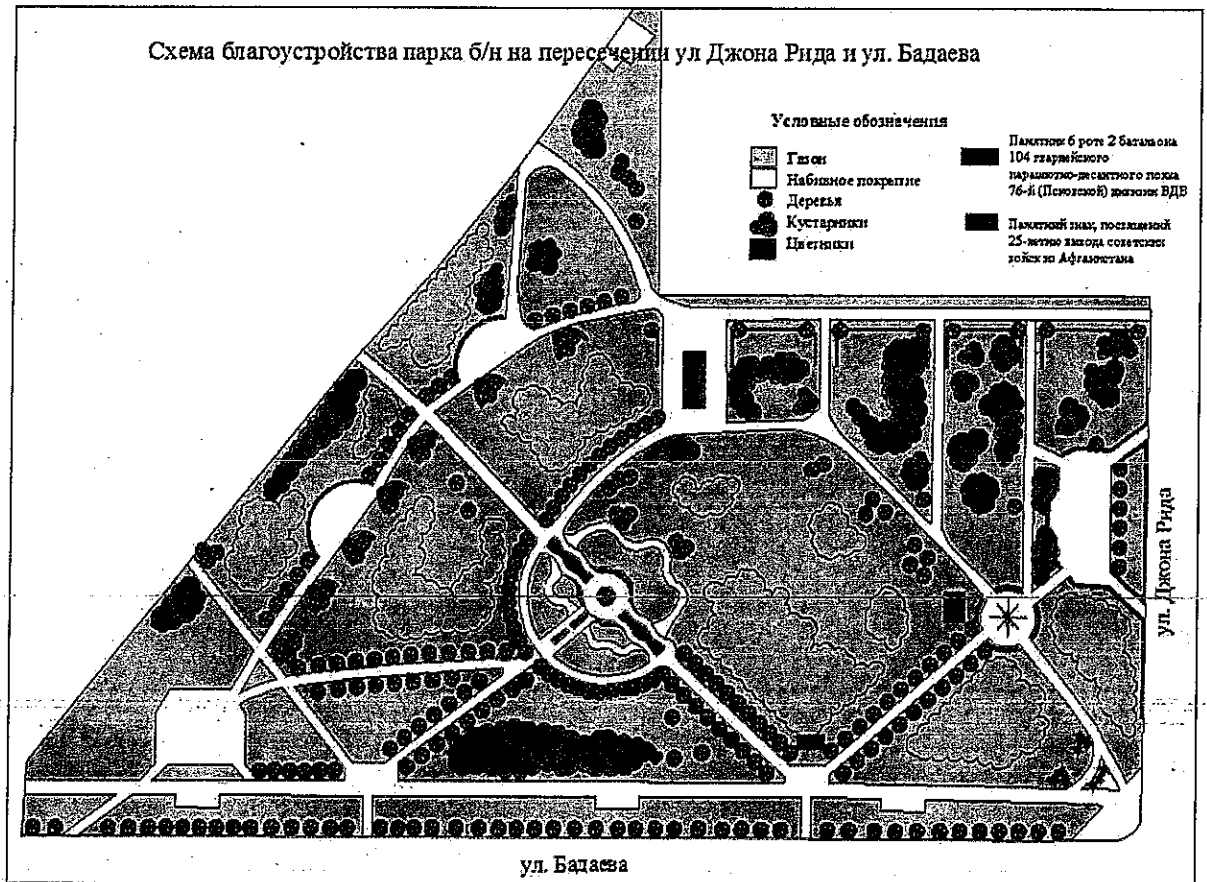 Схема благоустройства парка б/н на пересечении ул Джона Рида и ул. Бадаева
Условные обозначения
Газон
Набивное покрытие
Деревья
Кустарники
Цветники
Памятник 6 роте 2 батальона
104 гвардейского
парашютно-десантного полка
76-й (Псковской) дивизии ВДВ
Памятный знак, посвященный
25-летию вывода советских
войск из Афганистана
ул. Джона Рида
ул. Бадаева